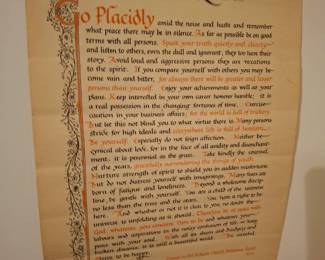 Go Placidly amid the noise and haste and remember
what peace there may be in silence. As far as possible be on good
terms with all persons. Speak your truth quietly and clearly
and listen to others, even the dull and ignorant; they too have their
story. Avoid loud and aggressive persons they are vexations
to the spirit. If you compare yourself with others you may be-
come vain and bitter, for always there will be greater and lesser
persons than yourself. Enjoy your achievements as well as your
plans. Keep interested in your own career however humble; it is
a real possession in the changing fortunes of time. Exercise
caution in your business affairs; for the world is full of trickery.
But let this not blind you to what virtue there is Many persons
strive for high ideals and everywhere life is full of heroism.
Be yourself. Especially do not feign affection. Neither be
cynical about love, for in the face of all aridity and disenchant-
ment, it is perennial as the grass. Take kindly the counsel
of the years, gracefully surrendering the things of youth.
Nurture strength of spirit to shield you in sudden misfortune.
But do not distress yourself with imaginings. Many fears are
born of fatigue and loneliness. Beyond a wholesome discip-
line, be gentle with yourself. You are a child of the universe
no less than the trees and the stars. You have a right to be
here. And whether or not it is clear to you, no doubt the
universe is unfolding as it should. Therefore be at peace with
God, whatever you conceive Him to be and whatever your
labours and aspirations in the noisy confusion of life, keep
peace with your soul. With all its sham and drudgery and
broken dreams, it is still a beautiful world. Be careful.
Strive to be happy.